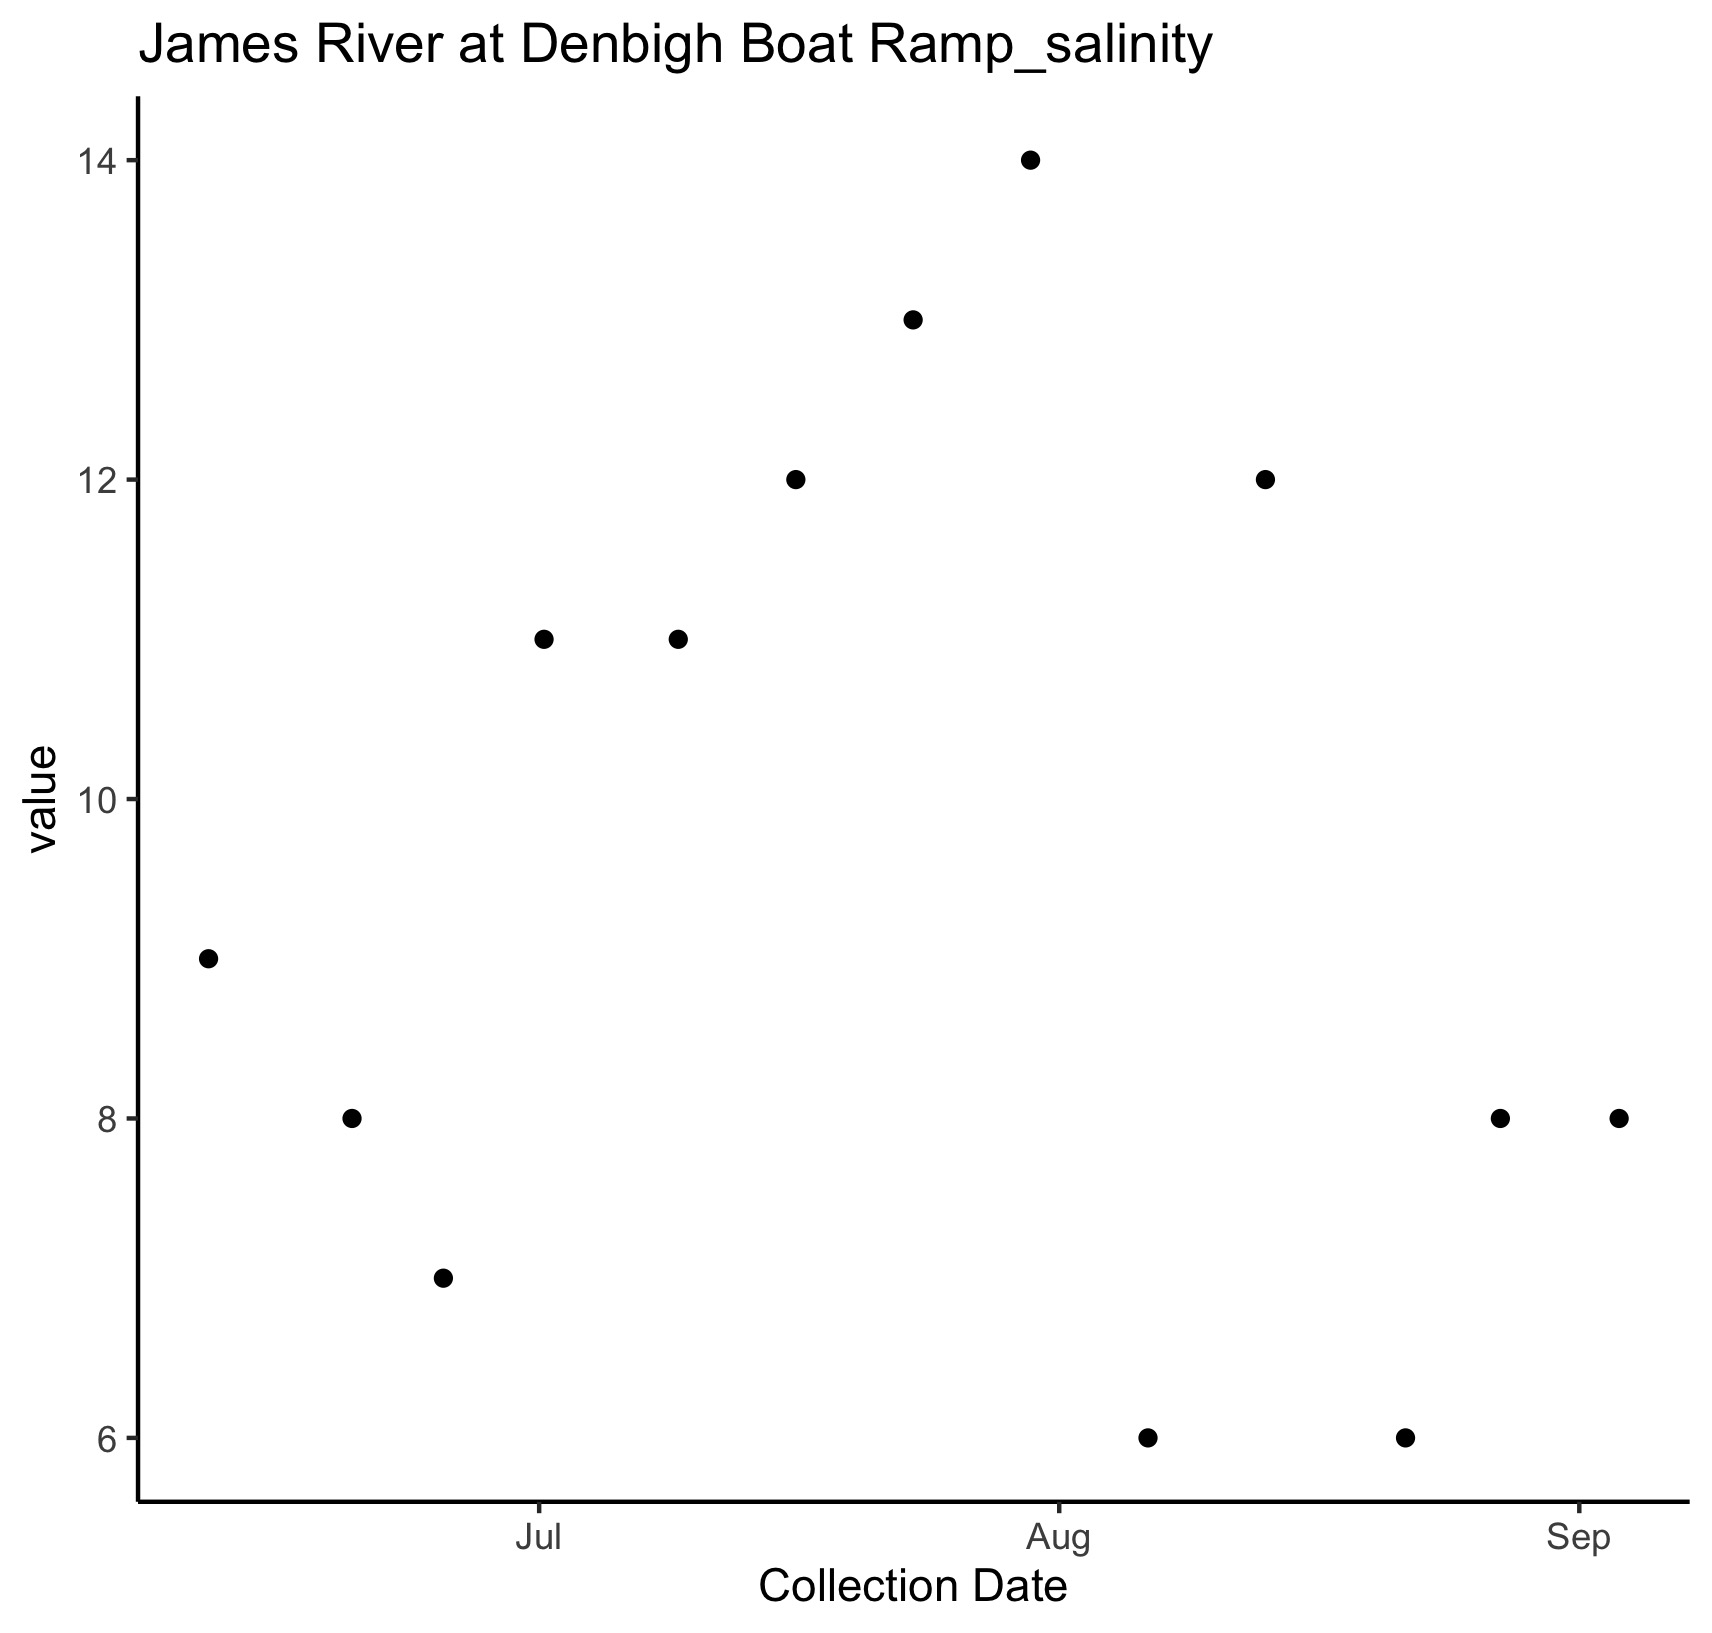 James River at Denbigh Boat Ramp_salinity
14
12
10
8
6
value
Jul Aug Sep
Collection Date